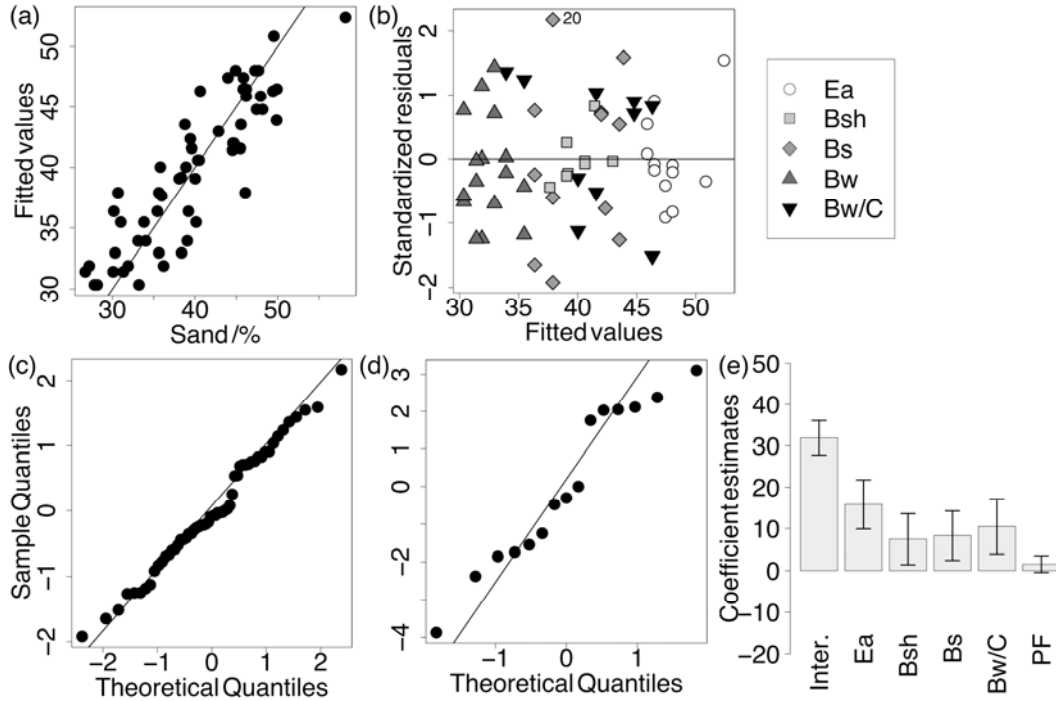 (a)
Fitted values
30 35 40 45 50
30 40 50
Sand /%
(b)
Standardized residuals
−2 −1 0 1 2
20
30 35 40 45 50
Fitted values
Ea
Bsh
Bs
Bw
Bw/C
(c)
Sample Quantiles
−2 −1 0 1 2
−2 −1 0 1 2
Theoretical Quantiles
(d)
−4 −2 0 2 3
−1 0 1
Theoretical Quantiles
(e)
Coefficient estimates
50
40
30
20
10
0
−10
−20
Inter. Ea Bsh Bs Bw/C PF